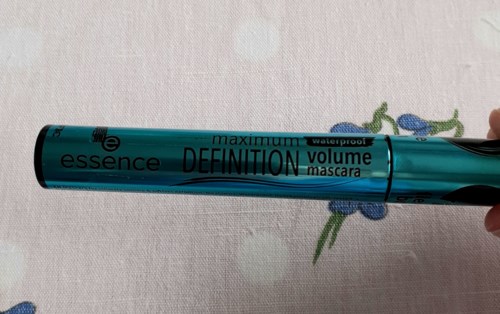 essence
maximum
DEFINITION
waterproof
volume
mascara